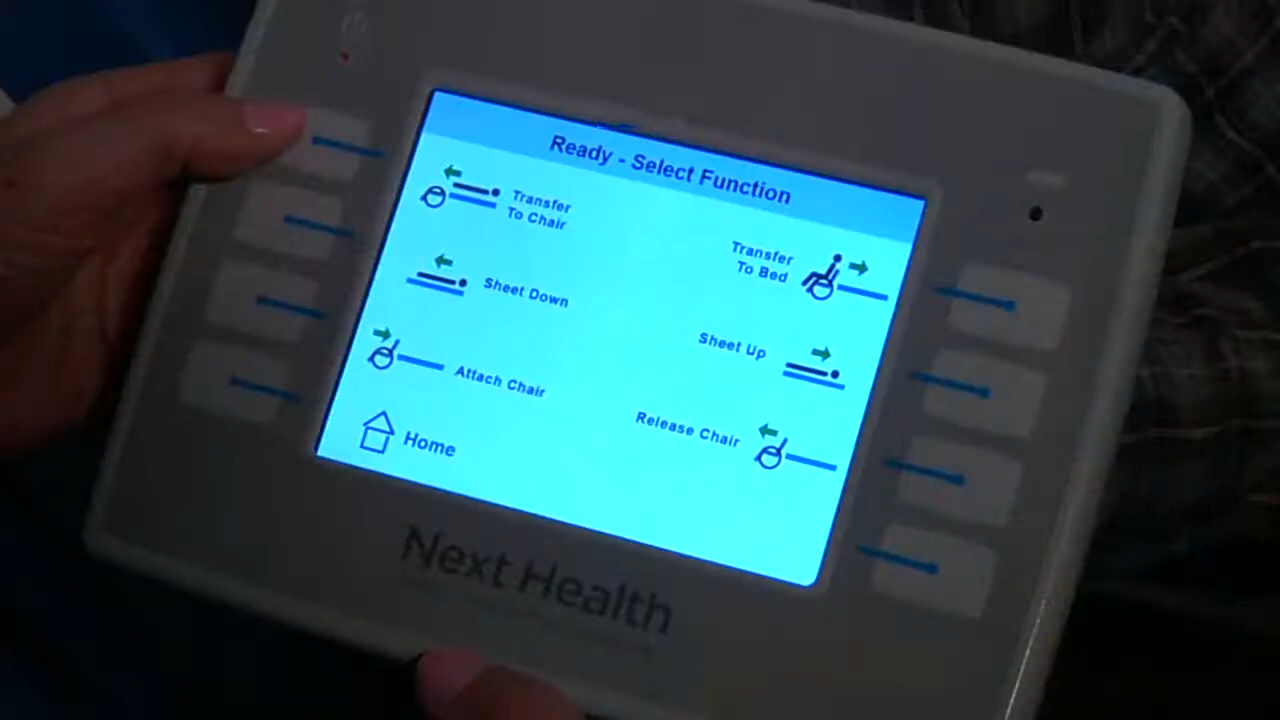 Ready - Select Function
Transfer
To Chair
Transfer
To Bed
Sheet Down
Sheet Up
Attach Chair
Release Chair
Home
Next Health